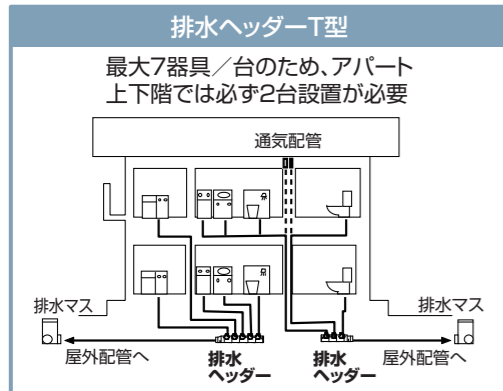 排水ヘッダーT型
最大7器具／台のため、アパート
上下階では必ず2台設置が必要
通気配管
排水マス
排水マス
屋外配管へ
排水
ヘッダー
排水
ヘッダー
屋外配管へ